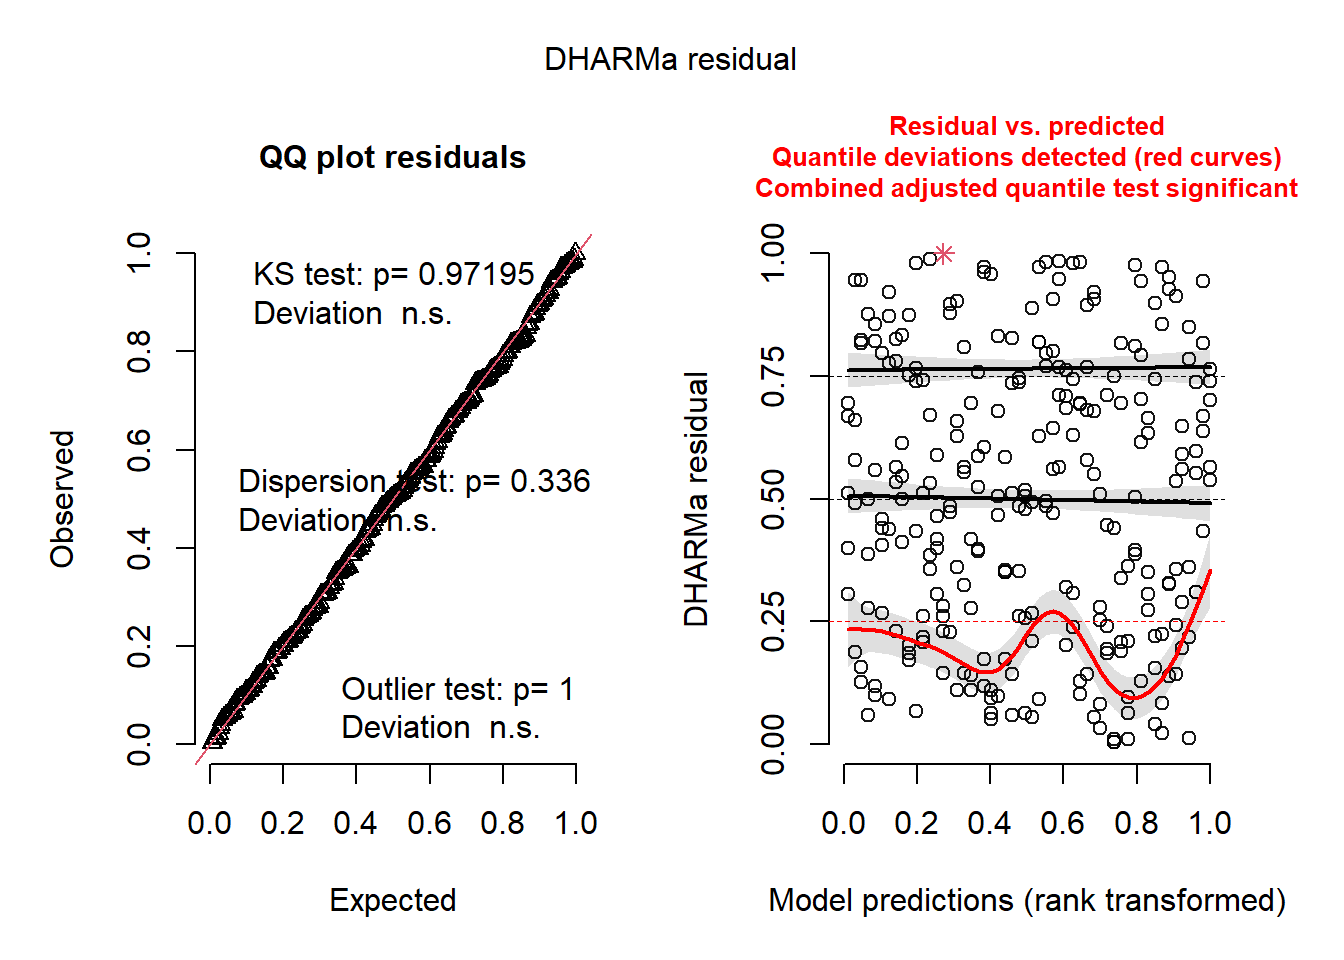 DHARMa residual
QQ plot residuals
KS test: p= 0.97195
Deviation  n.s.
Dispersion test: p= 0.336
Deviation  n.s.
Outlier test: p= 1
Deviation  n.s.
Observed
0.0 0.2 0.4 0.6 0.8 1.0
0.0 0.2 0.4 0.6 0.8 1.0
Expected
Residual vs. predicted
Quantile deviations detected (red curves)
Combined adjusted quantile test significant
DHARMa residual
0.00 0.25 0.50 0.75 1.00
0.0 0.2 0.4 0.6 0.8 1.0
Model predictions (rank transformed)